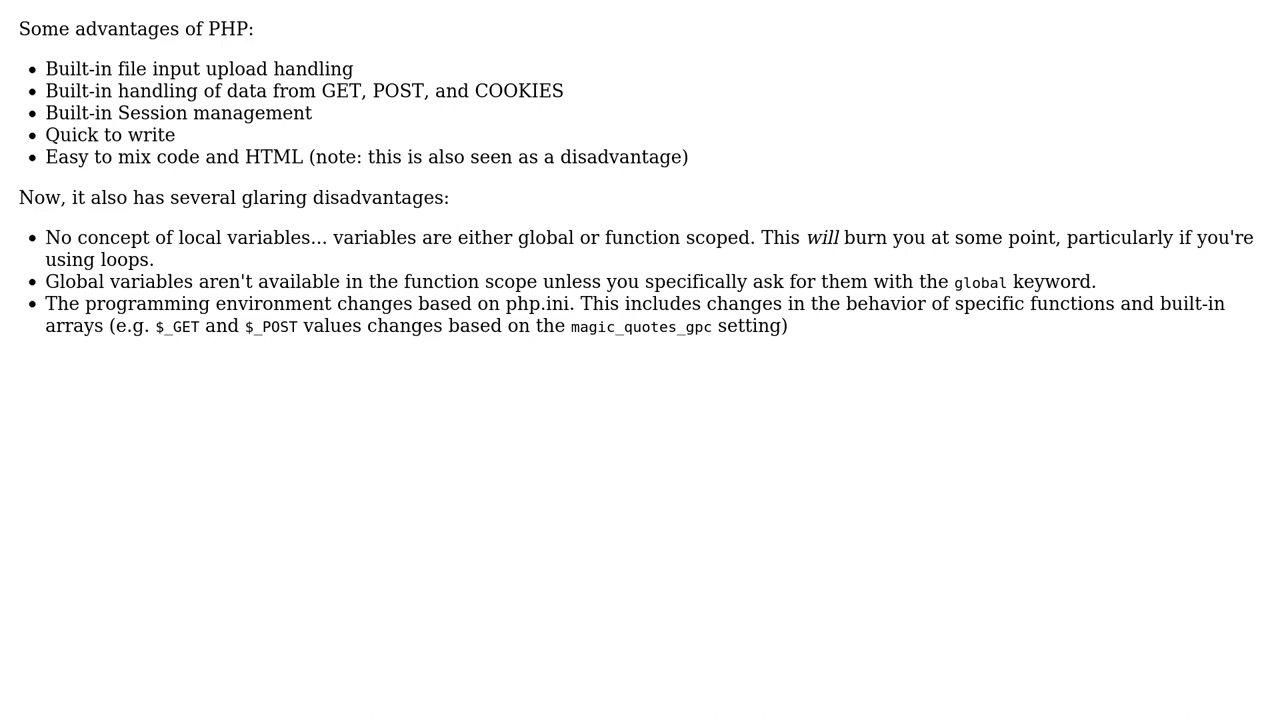 Some advantages of PHP:
• Built-in file input upload handling
• Built-in handling of data from GET, POST, and COOKIES
• Built-in Session management
• Quick to write
• Easy to mix code and HTML (note: this is also seen as a disadvantage)
Now, it also has several glaring disadvantages:
• No concept of local variables... variables are either global or function scoped. This will burn you at some point, particularly if you're
using loops.
• Global variables aren't available in the function scope unless you specifically ask for them with the global keyword.
• The programming environment changes based on php.ini. This includes changes in the behavior of specific functions and built-in
arrays (e.g. $_GET and $_POST values changes based on the magic_quotes_gpc setting)